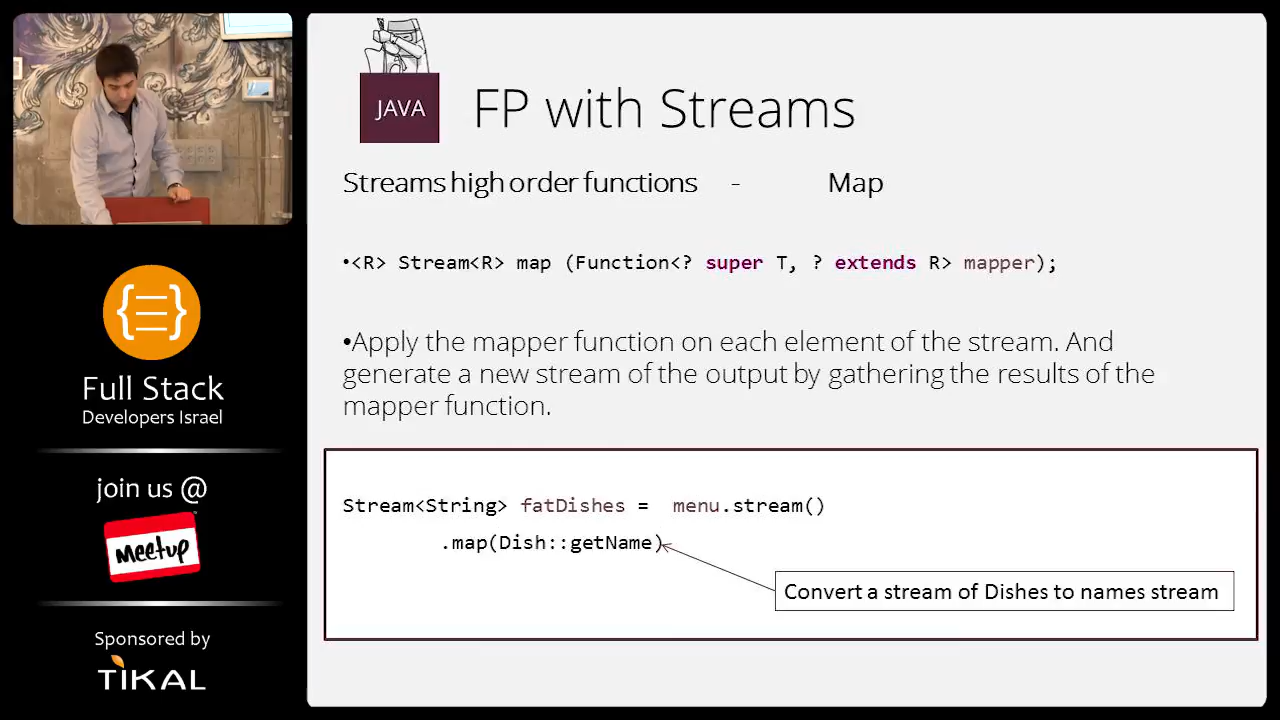 JAVA
FP with Streams
Streams high order functions - Map
•<R> Stream<R> map (Function<? super T, ? extends R> mapper);
•Apply the mapper function on each element of the stream. And
generate a new stream of the output by gathering the results of the
mapper function.
Stream<String> fatDishes = menu.stream()
.map(Dish::getName)
Convert a stream of Dishes to names stream
{ }
Full Stack
Developers Israel
join us @
meetup
Sponsored by
TIKAL